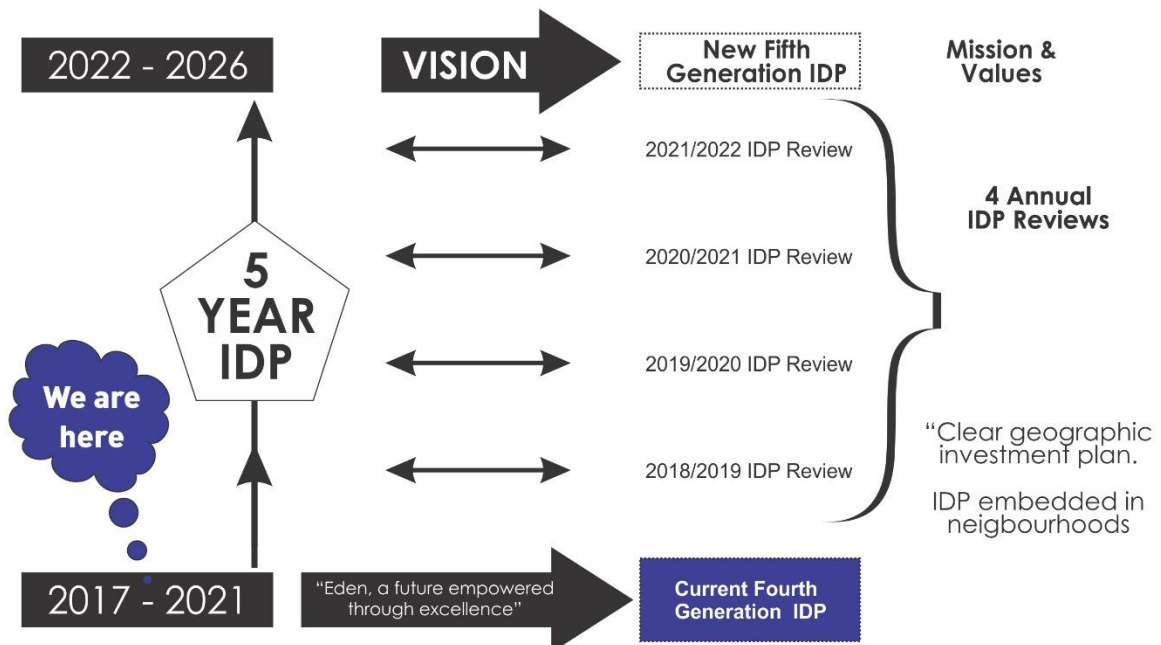 2022 - 2026
VISION
New Fifth
Generation IDP
Mission &
Values
2021/2022 IDP Review
4 Annual
IDP Reviews
2020/2021 IDP Review
5
YEAR
IDP
2019/2020 IDP Review
We are
here
“Clear geographic
investment plan.
2018/2019 IDP Review
IDP embedded in
neigbourhoods
2017 - 2021
“Eden, a future empowered
through excellence”
Current Fourth
Generation IDP